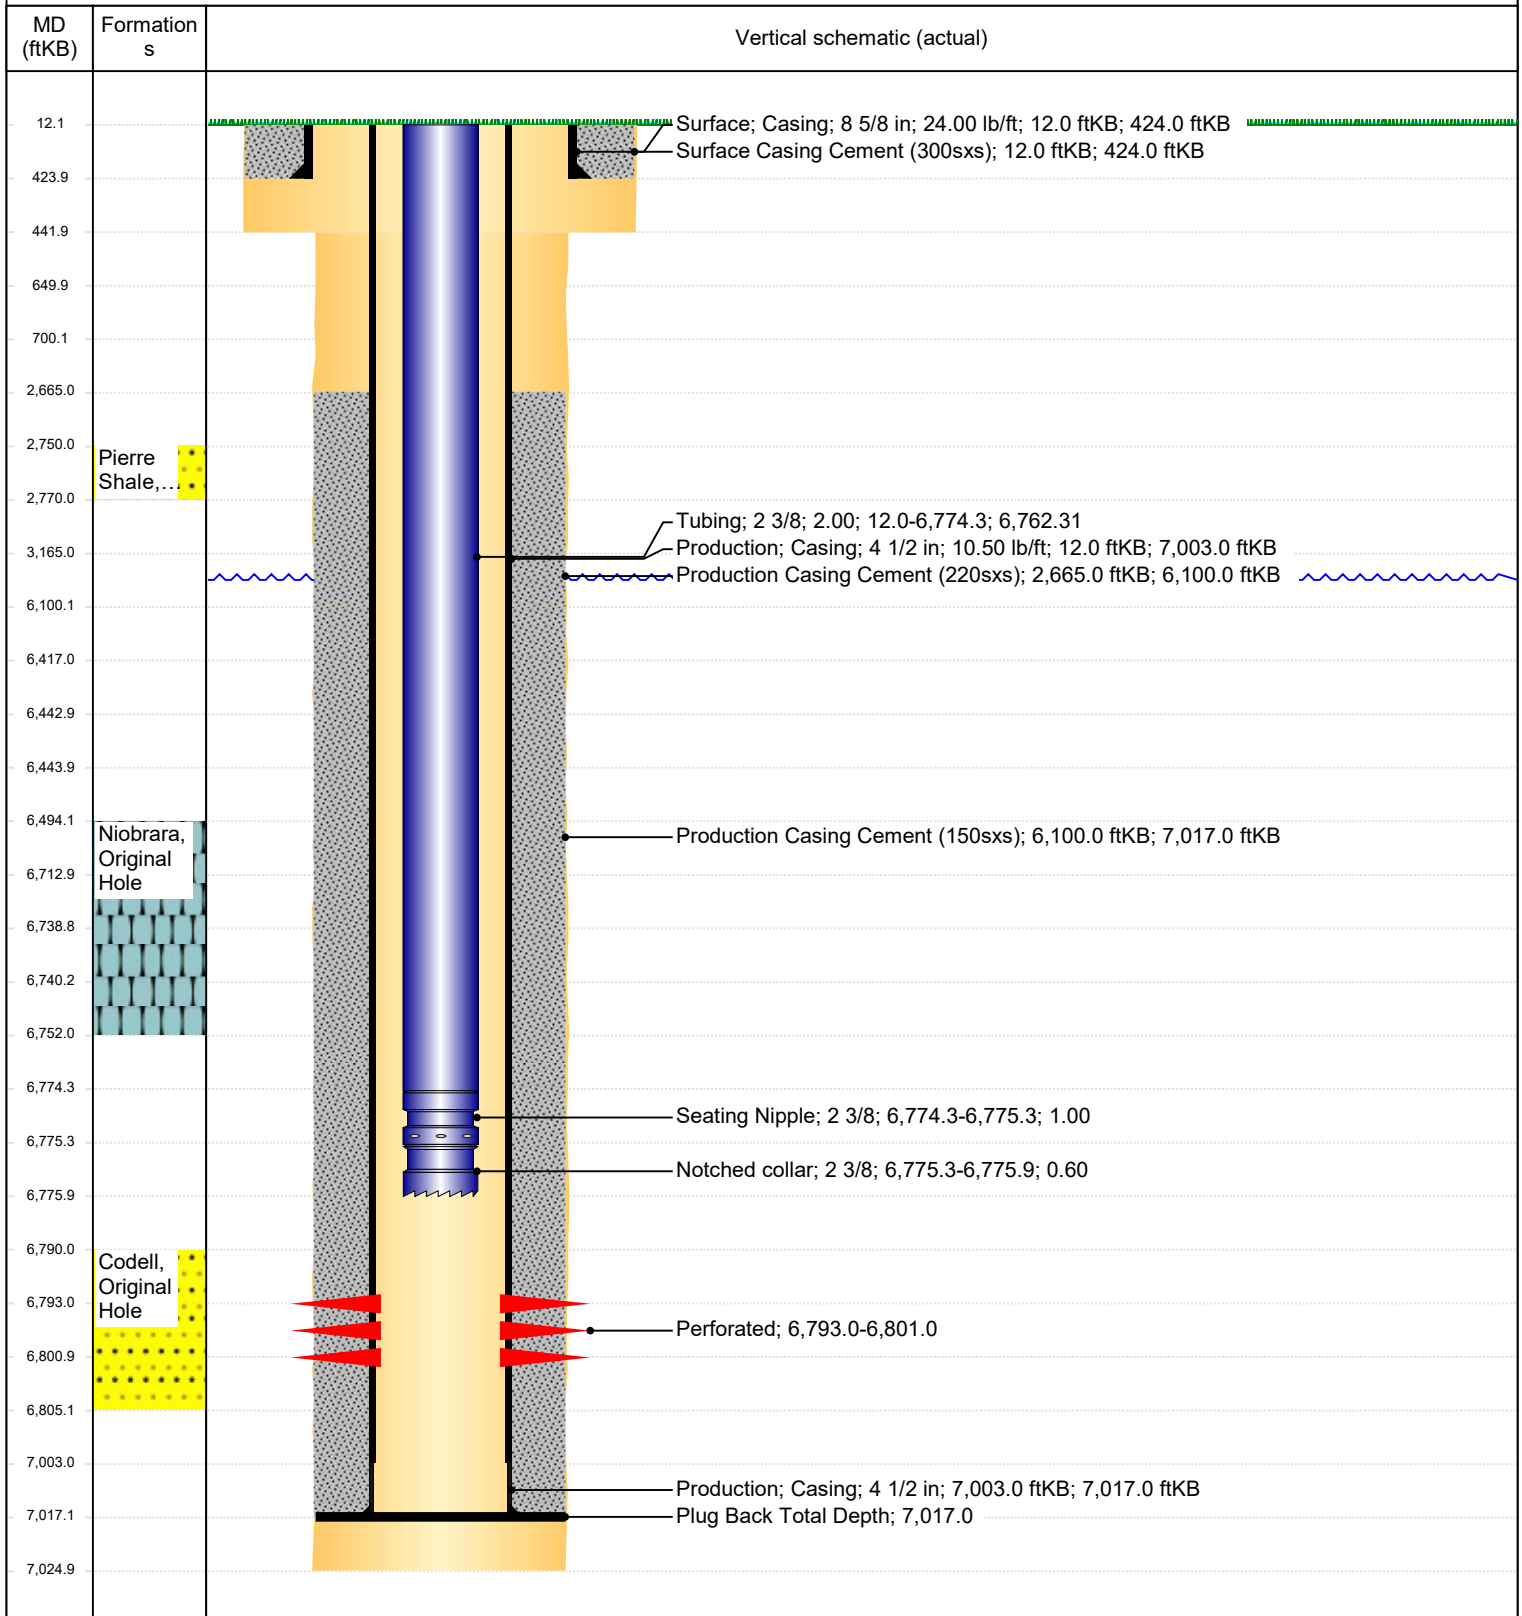 MD
(ftKB)
Formation
s
Vertical schematic (actual)
12.1
423.9
441.9
649.9
700.1
2,665.0
2,750.0
2,770.0
3,165.0
6,100.1
6,417.0
6,442.9
6,443.9
6,494.1
6,712.9
6,738.8
6,740.2
6,752.0
6,774.3
6,775.3
6,775.9
6,790.0
6,793.0
6,800.9
6,805.1
7,003.0
7,017.1
7,024.9
Pierre
Shale,...
Niobrara,
Original
Hole
Codell,
Original
Hole
Surface; Casing; 8 5/8 in; 24.00 lb/ft; 12.0 ftKB; 424.0 ftKB
Surface Casing Cement (300sxs); 12.0 ftKB; 424.0 ftKB
Tubing; 2 3/8; 2.00; 12.0-6,774.3; 6,762.31
Production; Casing; 4 1/2 in; 10.50 lb/ft; 12.0 ftKB; 7,003.0 ftKB
Production Casing Cement (220sxs); 2,665.0 ftKB; 6,100.0 ftKB
Production Casing Cement (150sxs); 6,100.0 ftKB; 7,017.0 ftKB
Seating Nipple; 2 3/8; 6,774.3-6,775.3; 1.00
Notched collar; 2 3/8; 6,775.3-6,775.9; 0.60
Perforated; 6,793.0-6,801.0
Production; Casing; 4 1/2 in; 7,003.0 ftKB; 7,017.0 ftKB
Plug Back Total Depth; 7,017.0